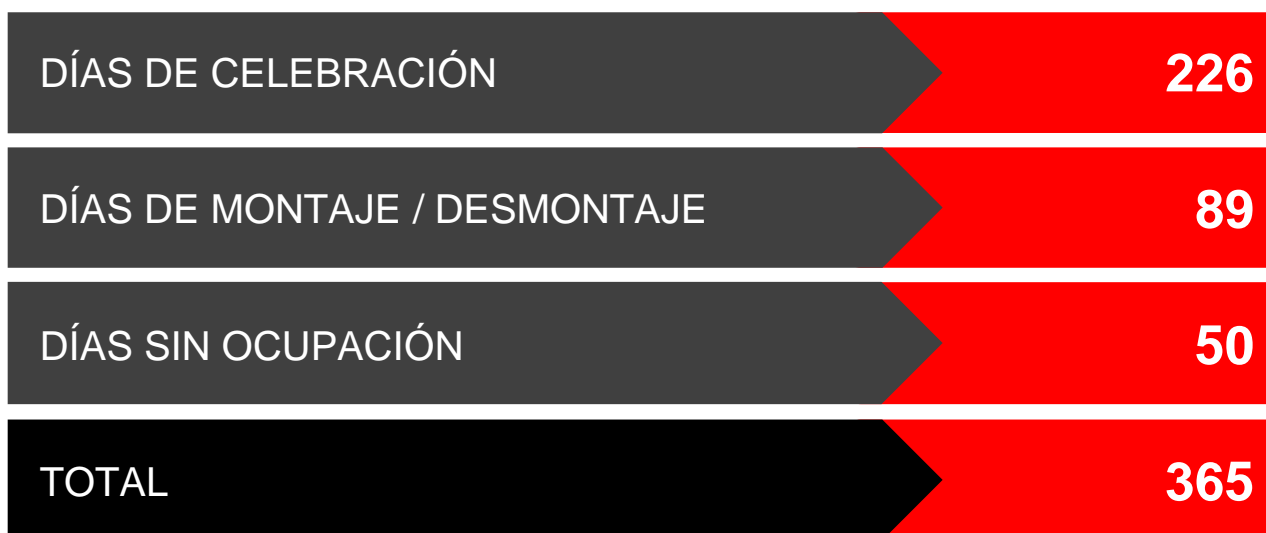 DÍAS DE CELEBRACIÓN 226
DÍAS DE MONTAJE / DESMONTAJE 89
DÍAS SIN OCUPACIÓN 50
TOTAL 365